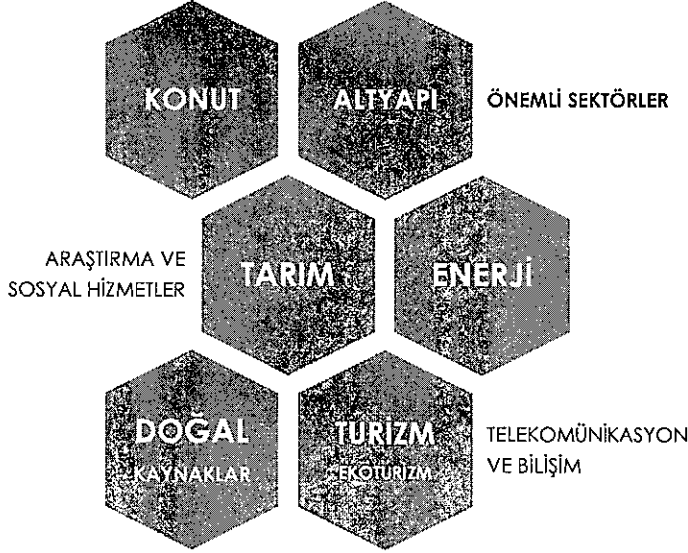 KONUT
ALTYAPI
ÖNEMLİ SEKTÖRLER
ARAŞTIRMA VE
SOSYAL HİZMETLER
TARIM
ENERJİ
DOĞAL
KAYNAKLAR
TURİZM
EKOTURİZM
TELEKOMÜNİKASYON
VE BİLİŞİM